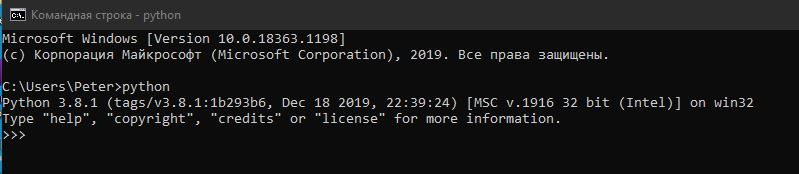 Командная строка - python
Microsoft Windows [Version 10.0.18363.1198]
(c) Корпорация Майкрософт (Microsoft Corporation), 2019. Все права защищены.
C:\Users\Peter>python
Python 3.8.1 (tags/v3.8.1:1b293b6, Dec 18 2019, 22:39:24) [MSC v.1916 32 bit (Intel)] on win32
Type "help", "copyright", "credits" or "license" for more information.
>>>